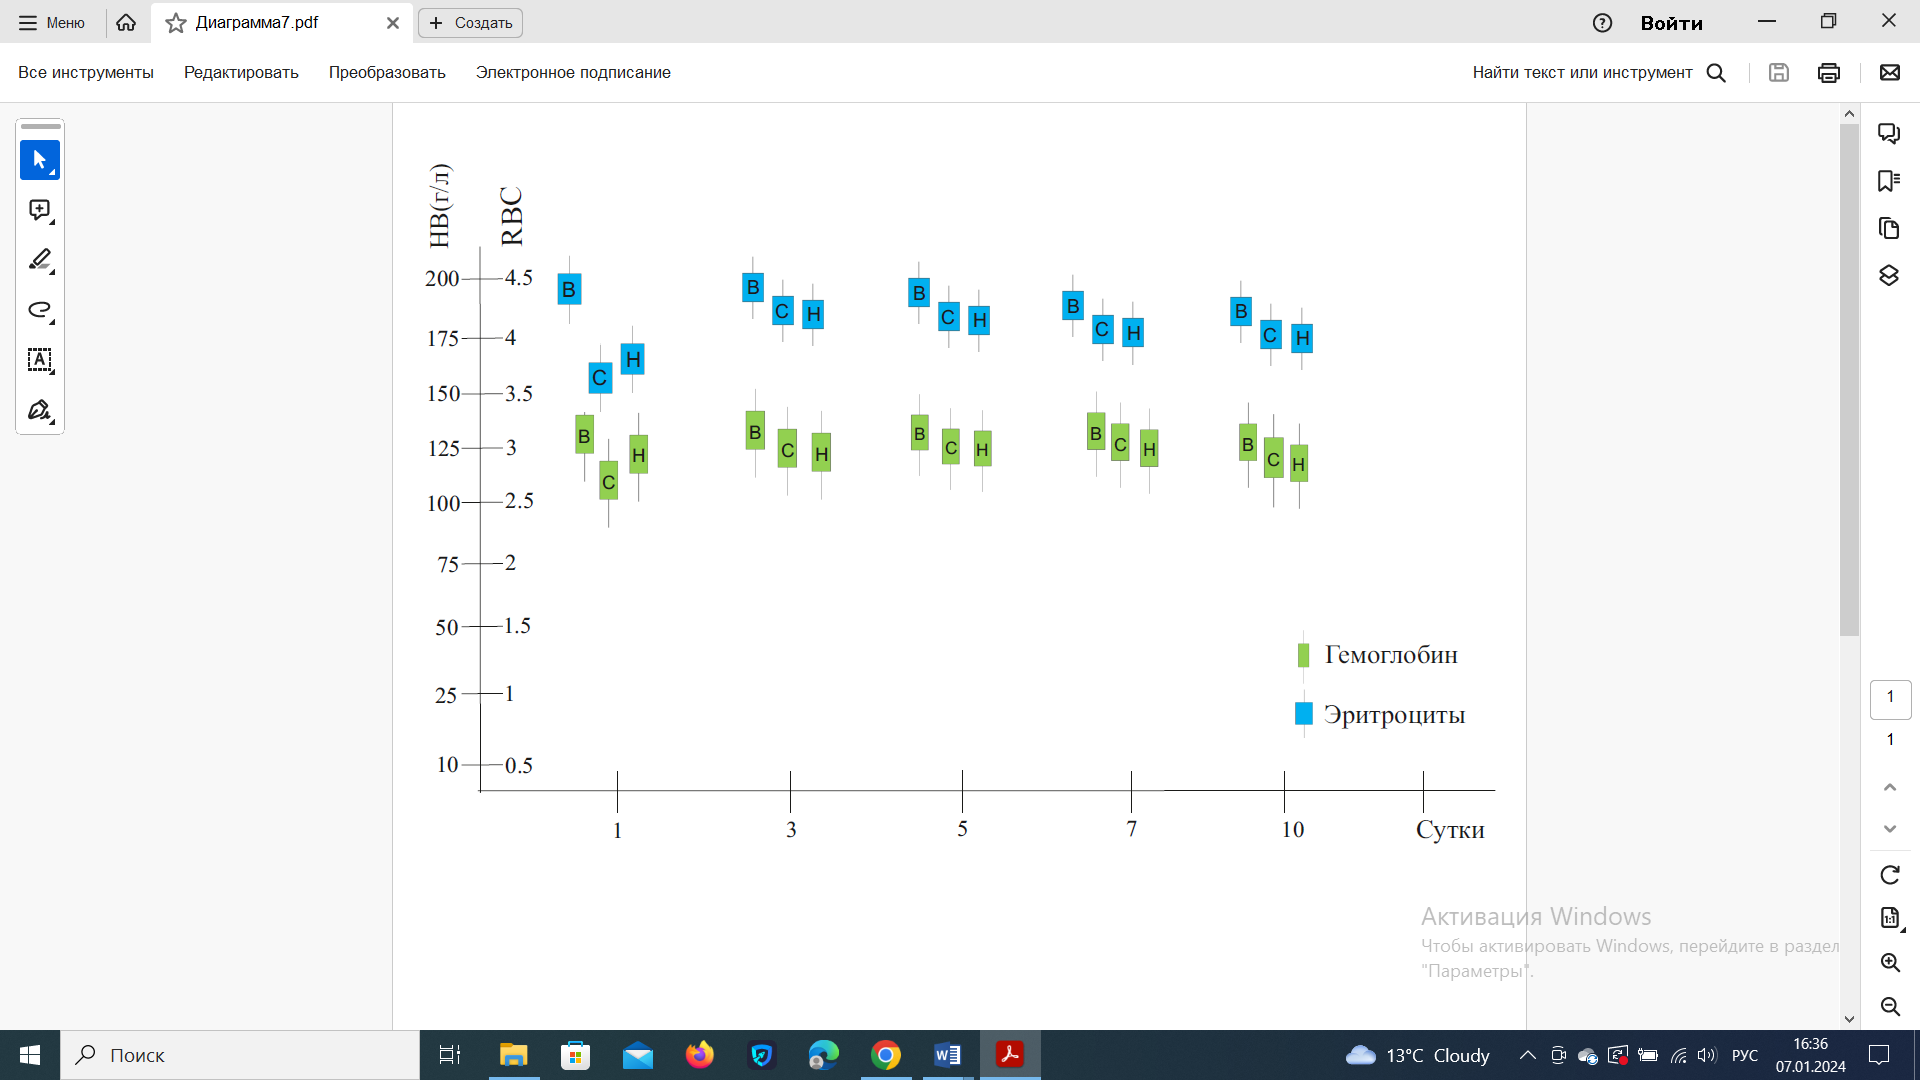 Меню
Диаграмма7.pdf
Создать
Войти
Все инструменты
Редактировать
Преобразовать
Электронное подписание
Найти текст или инструмент
HB(г/л)
RBC
200
4.5
175
4
150
3.5
125
3
100
2.5
75
2
50
1.5
25
1
10
0.5
В
С
Н
В
С
Н
В
С
Н
В
С
Н
В
С
Н
В
С
Н
В
С
Н
В
С
Н
В
С
Н
В
С
Н
Гемоглобин
Эритроциты
1
3
5
7
10
Сутки
1
1
1:1
Активация Windows
Чтобы активировать Windows, перейдите в раздел
"Параметры".
Поиск
13°C Cloudy
РУС
16:36
07.01.2024